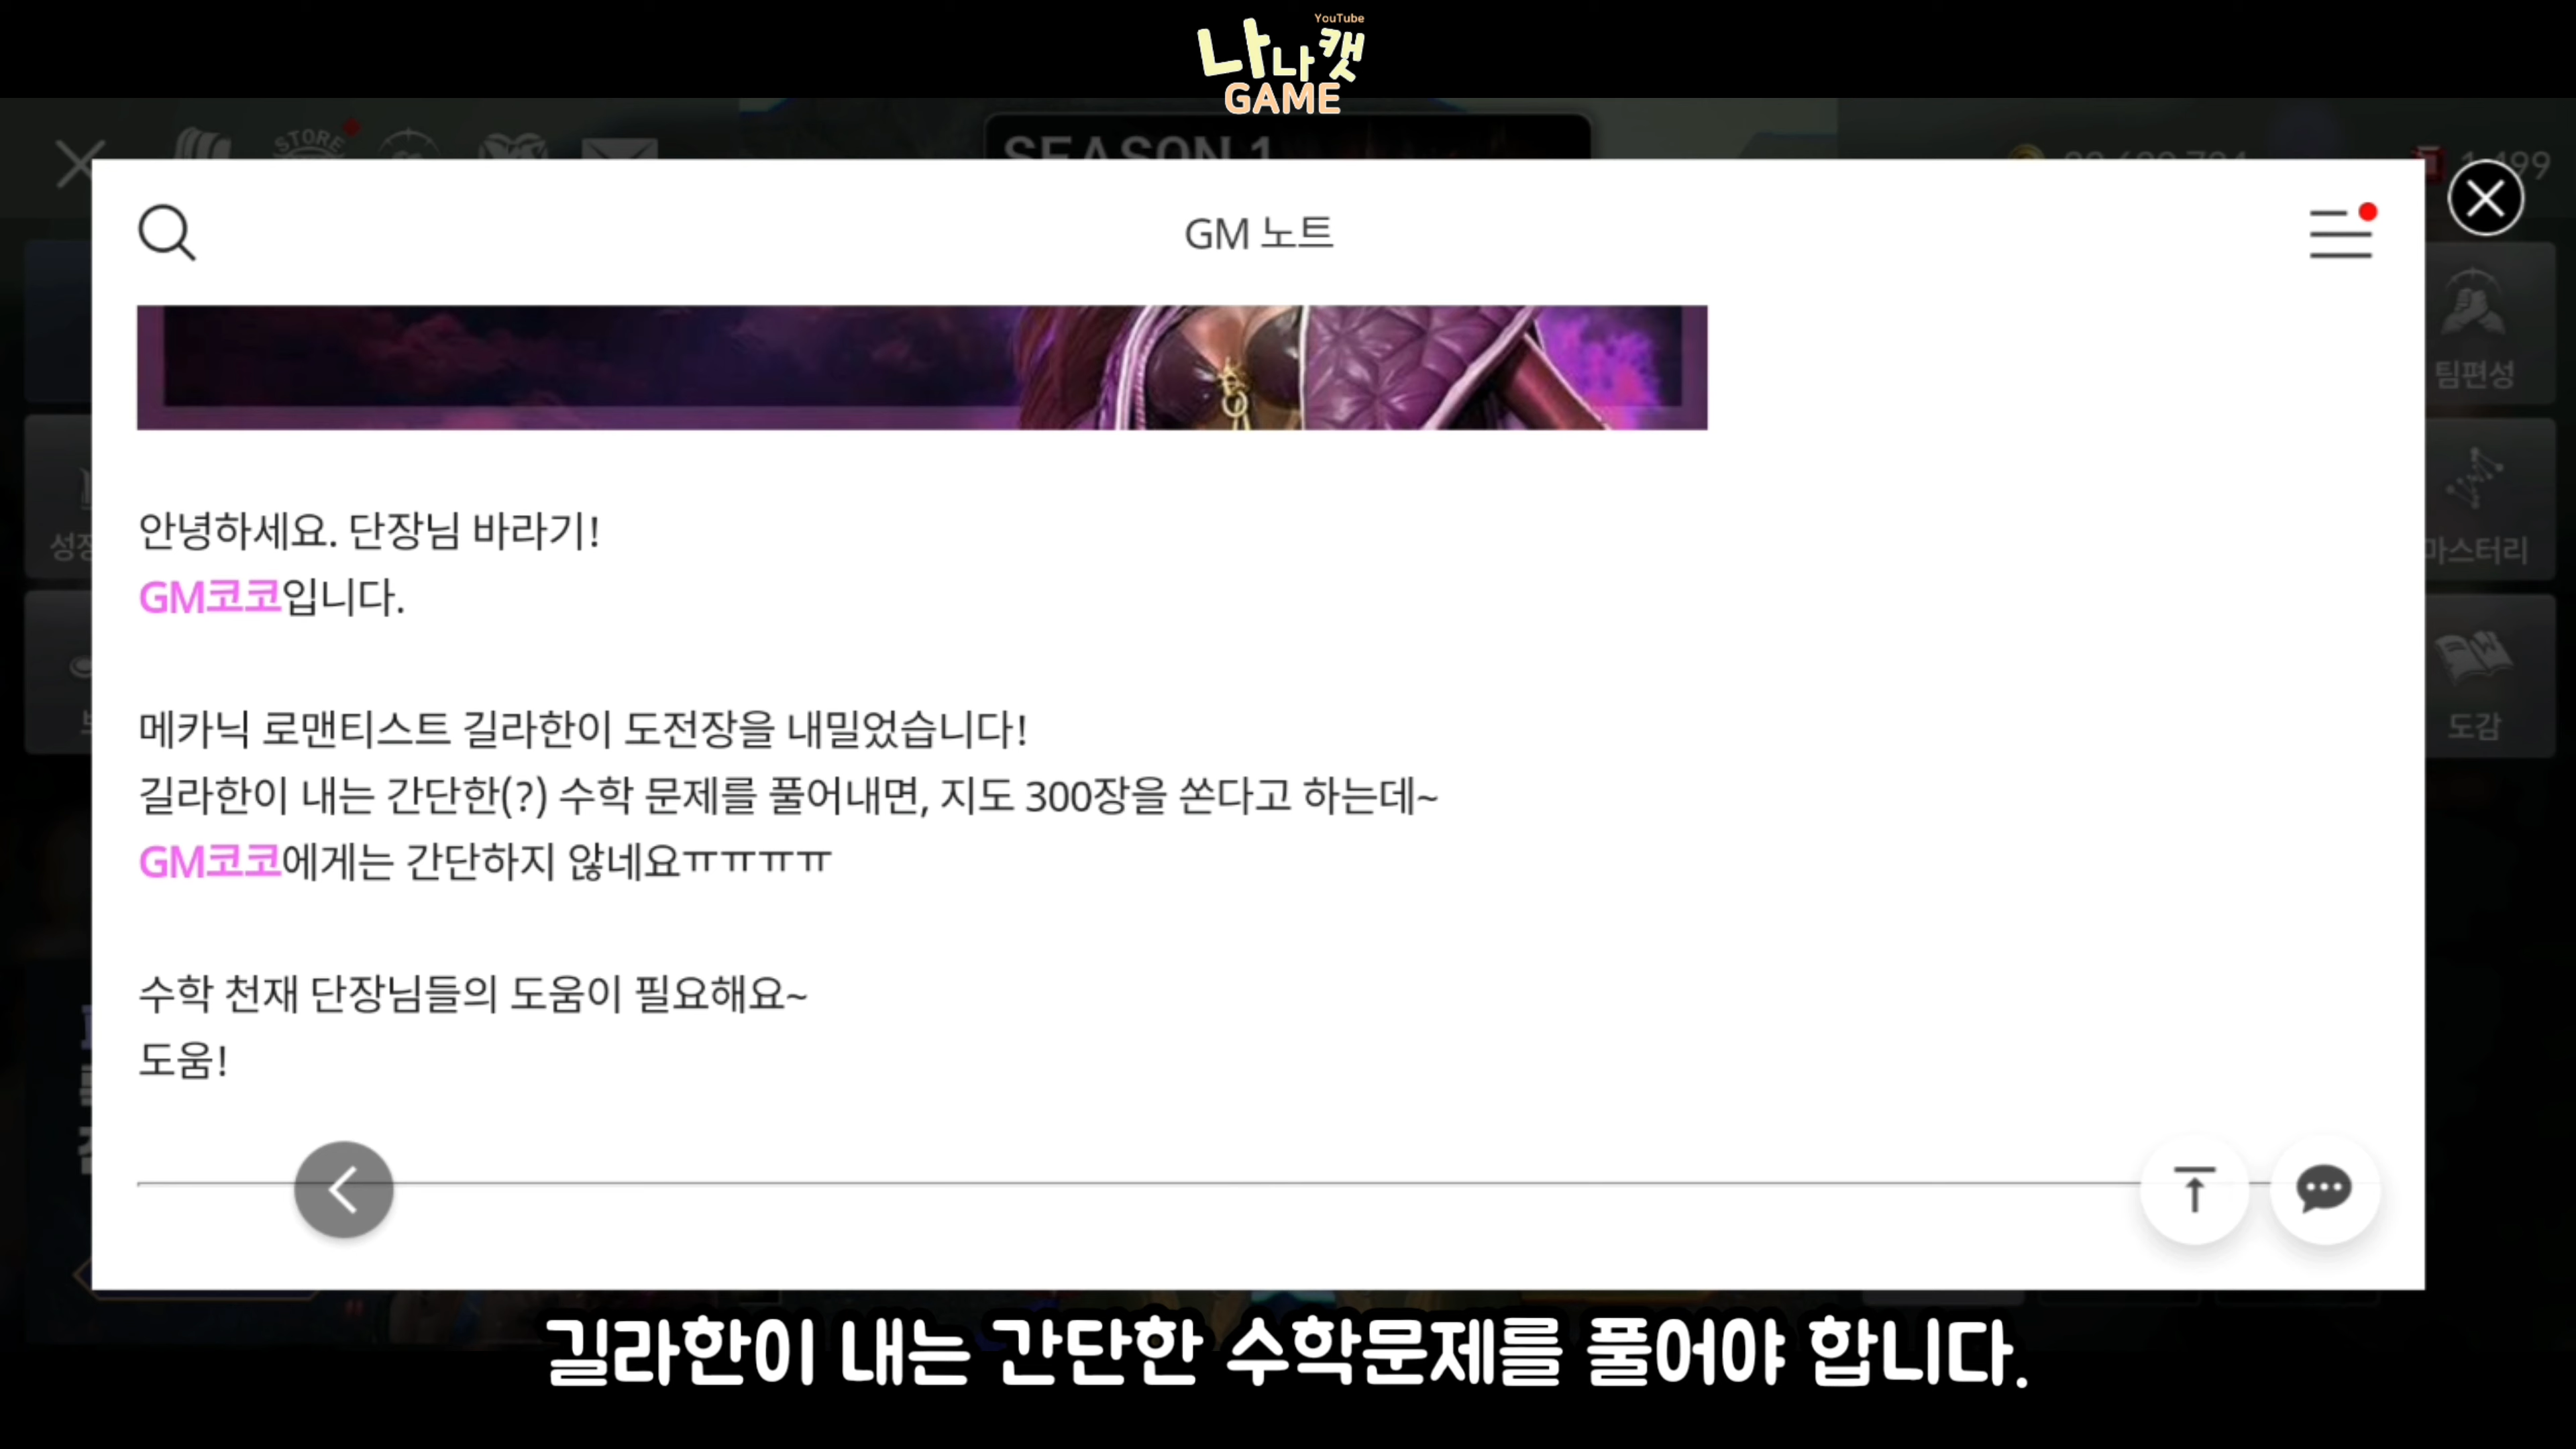 YouTube
나나캣
GAME
STORE
SEASON 1
GM 노트
팀편성
안녕하세요. 단장님 바라기!
GM코코입니다.
마스터리
메카닉 로맨티스트 길라한이 도전장을 내밀었습니다!
도감
길라한이 내는 간단한(?) 수학 문제를 풀어내면, 지도 300장을 쏜다고 하는데~
GM코코에게는 간단하지 않네요ㅠㅠㅠㅠ
수학 천재 단장님들의 도움이 필요해요~
도움!
길라한이 내는 간단한 수학문제를 풀어야 합니다.